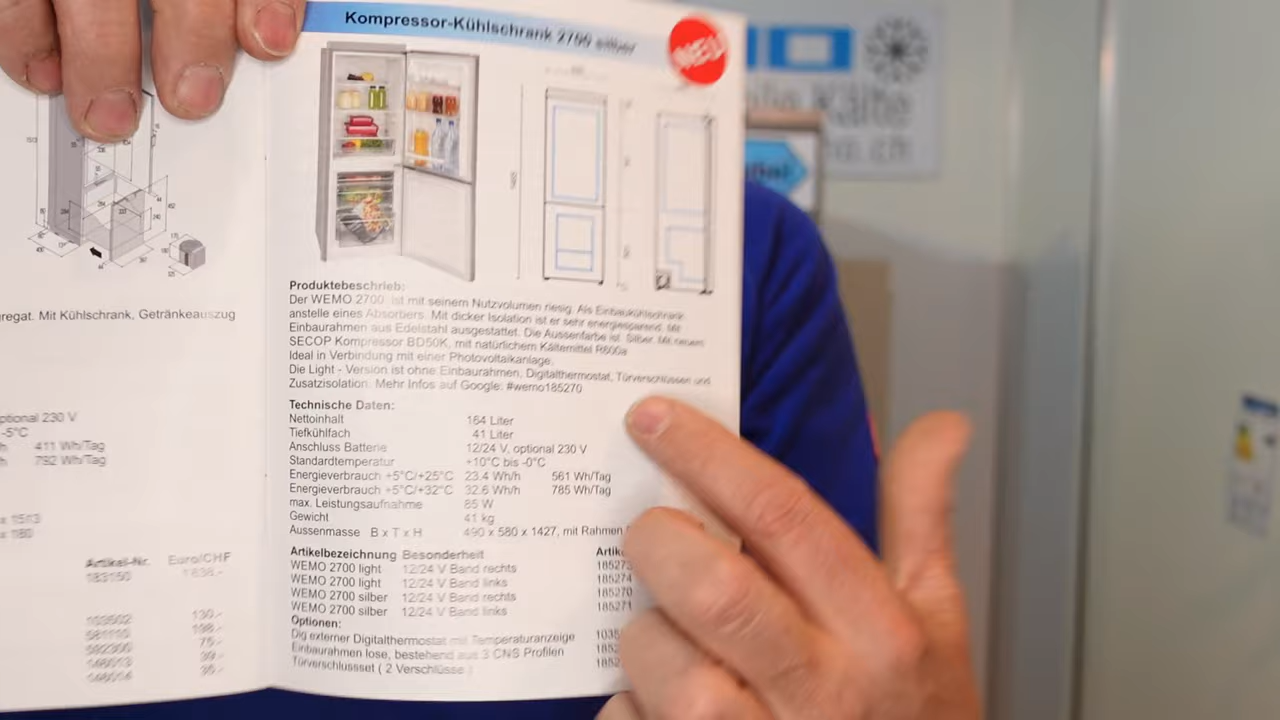 Kompressor-Kühlschrank 2700 silber
NEU
Kälte
.ch
regat. Mit Kühlschrank, Getränkeauszug
ptional 230 V
-5°C
h 411 Wh/Tag
h 792 Wh/Tag
x 1513
x 180
Artikel-Nr. Euro/CHF
183150
130.-
198.-
75.-
Produktebeschrieb:
Der WEMO 2700 ist mit seinem Nutzvolumen riesig. Als Einbaukühlschrank
anstelle eines Absorbers. Mit dicker Isolation ist er sehr energiesparend. Mit
Einbaurahmen aus Edelstahl ausgestattet. Die Aussenfarbe ist Silber. Mit neuem
SECOP Kompressor BD50K, mit natürlichem Kältemittel R600a
Ideal in Verbindung mit einer Photovoltaikanlage.
Die Light - Version ist ohne Einbaurahmen, Digitalthermostat, Türverschlüssen und
Zusatzisolation. Mehr Infos auf Google: #wemo185270
Technische Daten:
Nettoinhalt 164 Liter
Tiefkühlfach 41 Liter
Anschluss Batterie 12/24 V, optional 230 V
Standardtemperatur +10°C bis -0°C
Energieverbrauch +5°C/+25°C 23.4 Wh/h 561 Wh/Tag
Energieverbrauch +5°C/+32°C 32.6 Wh/h 785 Wh/Tag
max. Leistungsaufnahme 85 W
Gewicht 41 kg
Aussenmasse B x T x H 490 x 580 x 1427, mit Rahmen
Artikelbezeichnung Besonderheit Artik
WEMO 2700 light 12/24 V Band rechts 185273
WEMO 2700 light 12/24 V Band links 185274
WEMO 2700 silber 12/24 V Band rechts 185270
WEMO 2700 silber 12/24 V Band links 185271
Optionen:
Dig externer Digitalthermostat mit Temperaturanzeige 1035
Einbaurahmen lose, bestehend aus 3 CNS Profilen 1852
Türverschlussset ( 2 Verschlüsse ) 1852